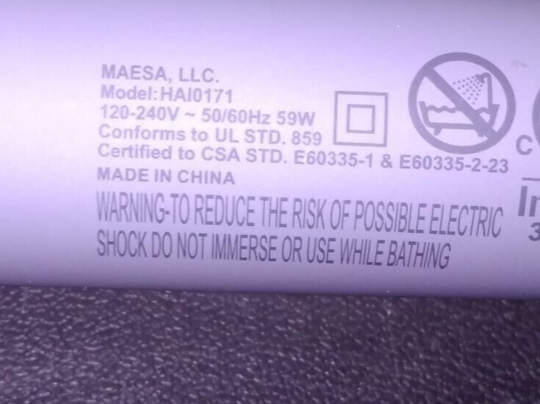 MAESA, LLC.
Model:HAI0171
120-240V ~ 50/60Hz 59W
Conforms to UL STD. 859
Certified to CSA STD. E60335-1 & E60335-2-23
MADE IN CHINA
WARNING-TO REDUCE THE RISK OF POSSIBLE ELECTRIC
SHOCK DO NOT IMMERSE OR USE WHILE BATHING
C
In
3